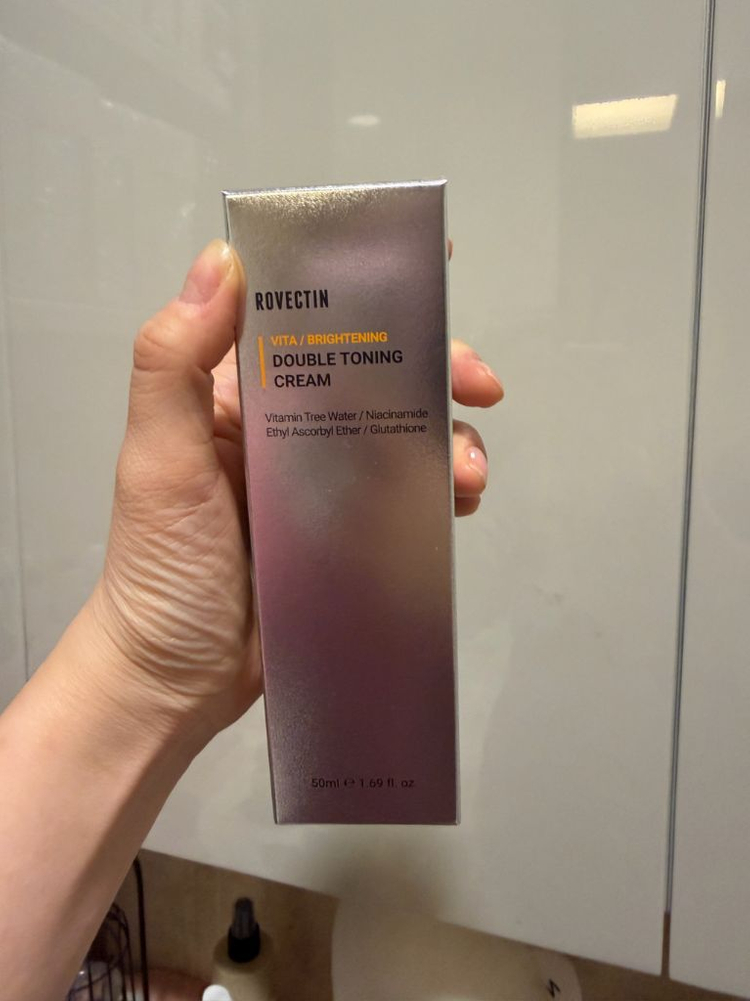 ROVECTIN
VITA / BRIGHTENING
DOUBLE TONING
CREAM
Vitamin Tree Water / Niacinamide
Ethyl Ascorbyl Ether / Glutathione
50ml ℮ 1.69 fl. oz